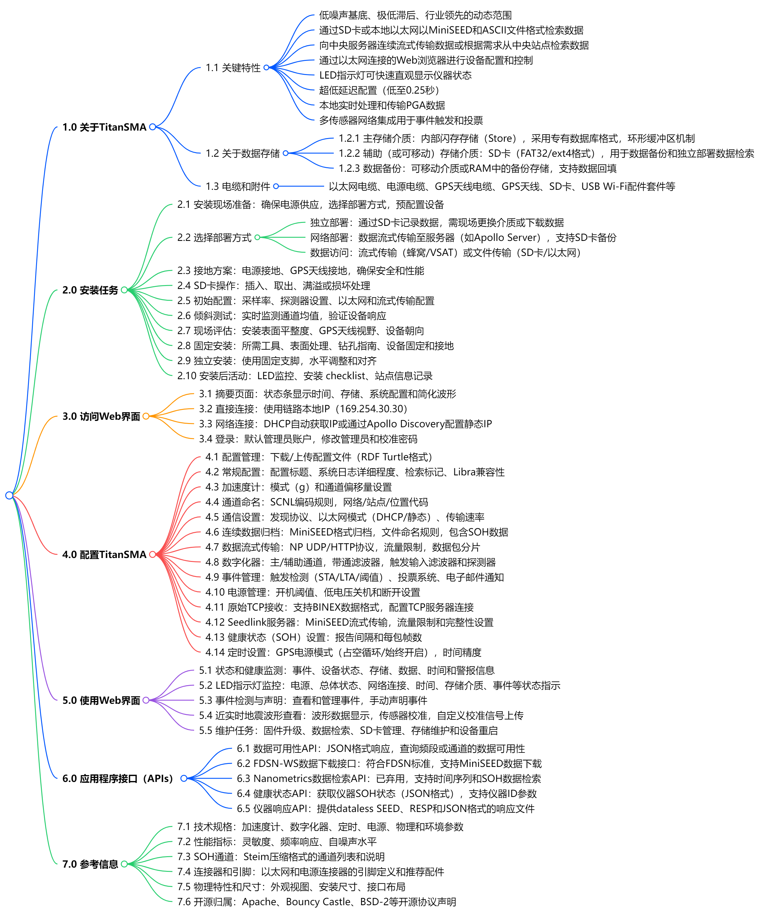 1.0 关于TitanSMA
1.1 关键特性
低噪声基底、极低滞后、行业领先的动态范围
通过SD卡或本地以太网以MiniSEED和ASCII文件格式检索数据
向中央服务器连续流式传输数据或根据需求从中央站点检索数据
通过以太网连接的Web浏览器进行设备配置和控制
LED指示灯可快速直观显示仪器状态
超低延迟配置（低至0.25秒）
本地实时处理和传输PGA数据
多传感器网络集成用于事件触发和投票
1.2 关于数据存储
1.2.1 主存储介质：内部闪存存储（Store），采用专有数据库格式，环形缓冲区机制
1.2.2 辅助（或可移动）存储介质：SD卡（FAT32/ext4格式），用于数据备份和独立部署数据检索
1.2.3 数据备份：可移动介质或RAM中的备份存储，支持数据回填
1.3 电缆和附件
以太网电缆、电源电缆、GPS天线电缆、GPS天线、SD卡、USB Wi-Fi配件套件等
2.0 安装任务
2.1 安装现场准备：确保电源供应，选择部署方式，预配置设备
2.2 选择部署方式
独立部署：通过SD卡记录数据，需现场更换介质或下载数据
网络部署：数据流式传输至服务器（如Apollo Server），支持SD卡备份
数据访问：流式传输（蜂窝/VSAT）或文件传输（SD卡/以太网）
2.3 接地方案：电源接地、GPS天线接地，确保安全和性能
2.4 SD卡操作：插入、取出、满溢或损坏处理
2.5 初始配置：采样率、探测器设置、以太网和流式传输配置
2.6 倾斜测试：实时监测通道均值，验证设备响应
2.7 现场评估：安装表面平整度、GPS天线视野、设备朝向
2.8 固定安装：所需工具、表面处理、钻孔指南、设备固定和接地
2.9 独立安装：使用固定支脚，水平调整和对齐
2.10 安装后活动：LED监控、安装 checklist、站点信息记录
3.0 访问Web界面
3.1 摘要页面：状态条显示时间、存储、系统配置和简化波形
3.2 直接连接：使用链路本地IP（169.254.30.30）
3.3 网络连接：DHCP自动获取IP或通过Apollo Discovery配置静态IP
3.4 登录：默认管理员账户，修改管理员和校准密码
4.0 配置TitanSMA
4.1 配置管理：下载/上传配置文件（RDF Turtle格式）
4.2 常规配置：配置标题、系统日志详细程度、检索标记、Libra兼容性
4.3 加速度计：模式（g）和通道偏移量设置
4.4 通道命名：SCNL编码规则，网络/站点/位置代码
4.5 通信设置：发现协议、以太网模式（DHCP/静态）、传输速率
4.6 连续数据归档：MiniSEED格式归档，文件命名规则，包含SOH数据
4.7 数据流式传输：NP UDP/HTTP协议，流量限制，数据包分片
4.8 数字化器：主/辅助通道，带通滤波器，触发输入滤波器和探测器
4.9 事件管理：触发检测（STA/LTA/阈值）、投票系统、电子邮件通知
4.10 电源管理：开机阈值、低电压关机和断开设置
4.11 原始TCP接收：支持BINEX数据格式，配置TCP服务器连接
4.12 Seedlink服务器：MiniSEED流式传输，流量限制和完整性设置
4.13 健康状态（SOH）设置：报告间隔和每包帧数
4.14 定时设置：GPS电源模式（占空循环/始终开启），时间精度
5.0 使用Web界面
5.1 状态和健康监测：事件、设备状态、存储、数据、时间和警报信息
5.2 LED指示灯监控：电源、总体状态、网络连接、时间、存储介质、事件等状态指示
5.3 事件检测与声明：查看和管理事件，手动声明事件
5.4 近实时地震波形查看：波形数据显示，传感器校准，自定义校准信号上传
5.5 维护任务：固件升级、数据检索、SD卡管理、存储维护和设备重启
6.0 应用程序接口（APIs）
6.1 数据可用性API：JSON格式响应，查询频段或通道的数据可用性
6.2 FDSN-WS数据下载接口：符合FDSN标准，支持MiniSEED数据下载
6.3 Nanometrics数据检索API：已弃用，支持时间序列和SOH数据检索
6.4 健康状态API：获取仪器SOH状态（JSON格式），支持仪器ID参数
6.5 仪器响应API：提供dataless SEED、RESP和JSON格式的响应文件
7.0 参考信息
7.1 技术规格：加速度计、数字化器、定时、电源、物理和环境参数
7.2 性能指标：灵敏度、频率响应、自噪声水平
7.3 SOH通道：Steim压缩格式的通道列表和说明
7.4 连接器和引脚：以太网和电源连接器的引脚定义和推荐配件
7.5 物理特性和尺寸：外观视图、安装尺寸、接口布局
7.6 开源归属：Apache、Bouncy Castle、BSD-2等开源协议声明